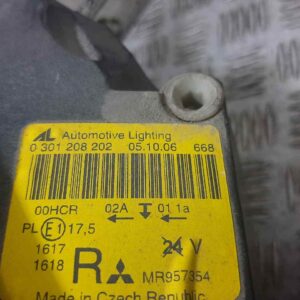 AL Automotive Lighting
0 301 208 202 05.10.06 668
00HCR 02A 01 1a
PL E1 17,5
1617 24 V
1618 R MR957354
Made in Czech Republic